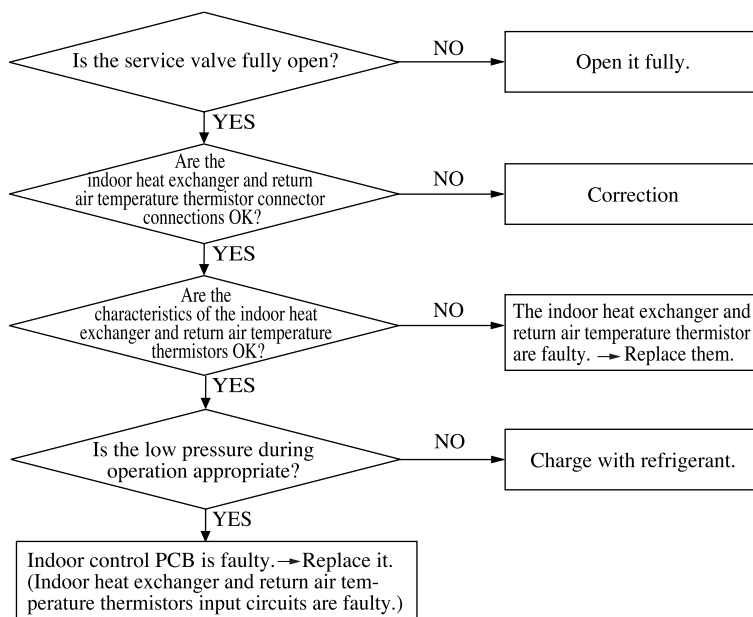 Is the service valve fully open?
NO
Open it fully.
YES
Are the
indoor heat exchanger and return
air temperature thermistor connector
connections OK?
NO
Correction
YES
Are the
characteristics of the indoor heat
exchanger and return air temperature
thermistors OK?
NO
The indoor heat exchanger and
return air temperature thermistor
are faulty. → Replace them.
YES
Is the low pressure during
operation appropriate?
NO
Charge with refrigerant.
YES
Indoor control PCB is faulty.→Replace it.
(Indoor heat exchanger and return air tem-
perature thermistors input circuits are faulty.)